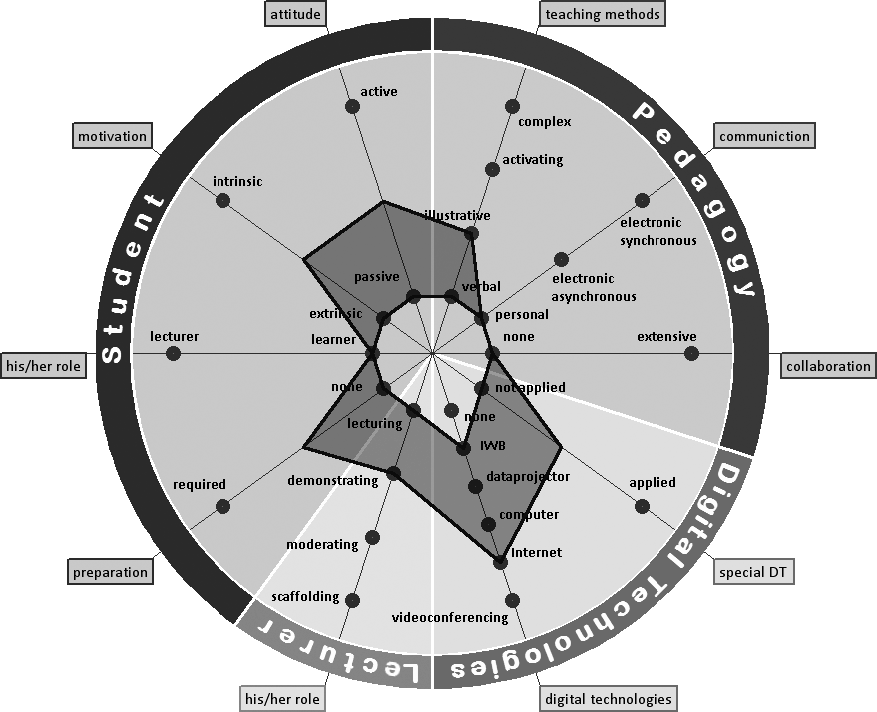 attitude
teaching methods
active
complex
motivation
communiction
activating
intrinsic
illustrative
electronic
synchronous
Pedagogy
Student
passive
verbal
electronic
asynchronous
extrinsic
personal
learner
none
lecturer
extensive
his/her role
collaboration
none
not applied
lecturing
none
IWB
required
demonstrating
dataprojector
applied
computer
moderating
Internet
preparation
special DT
scaffolding
videoconferencing
Lecturer
Digital Technologies
his/her role
digital technologies